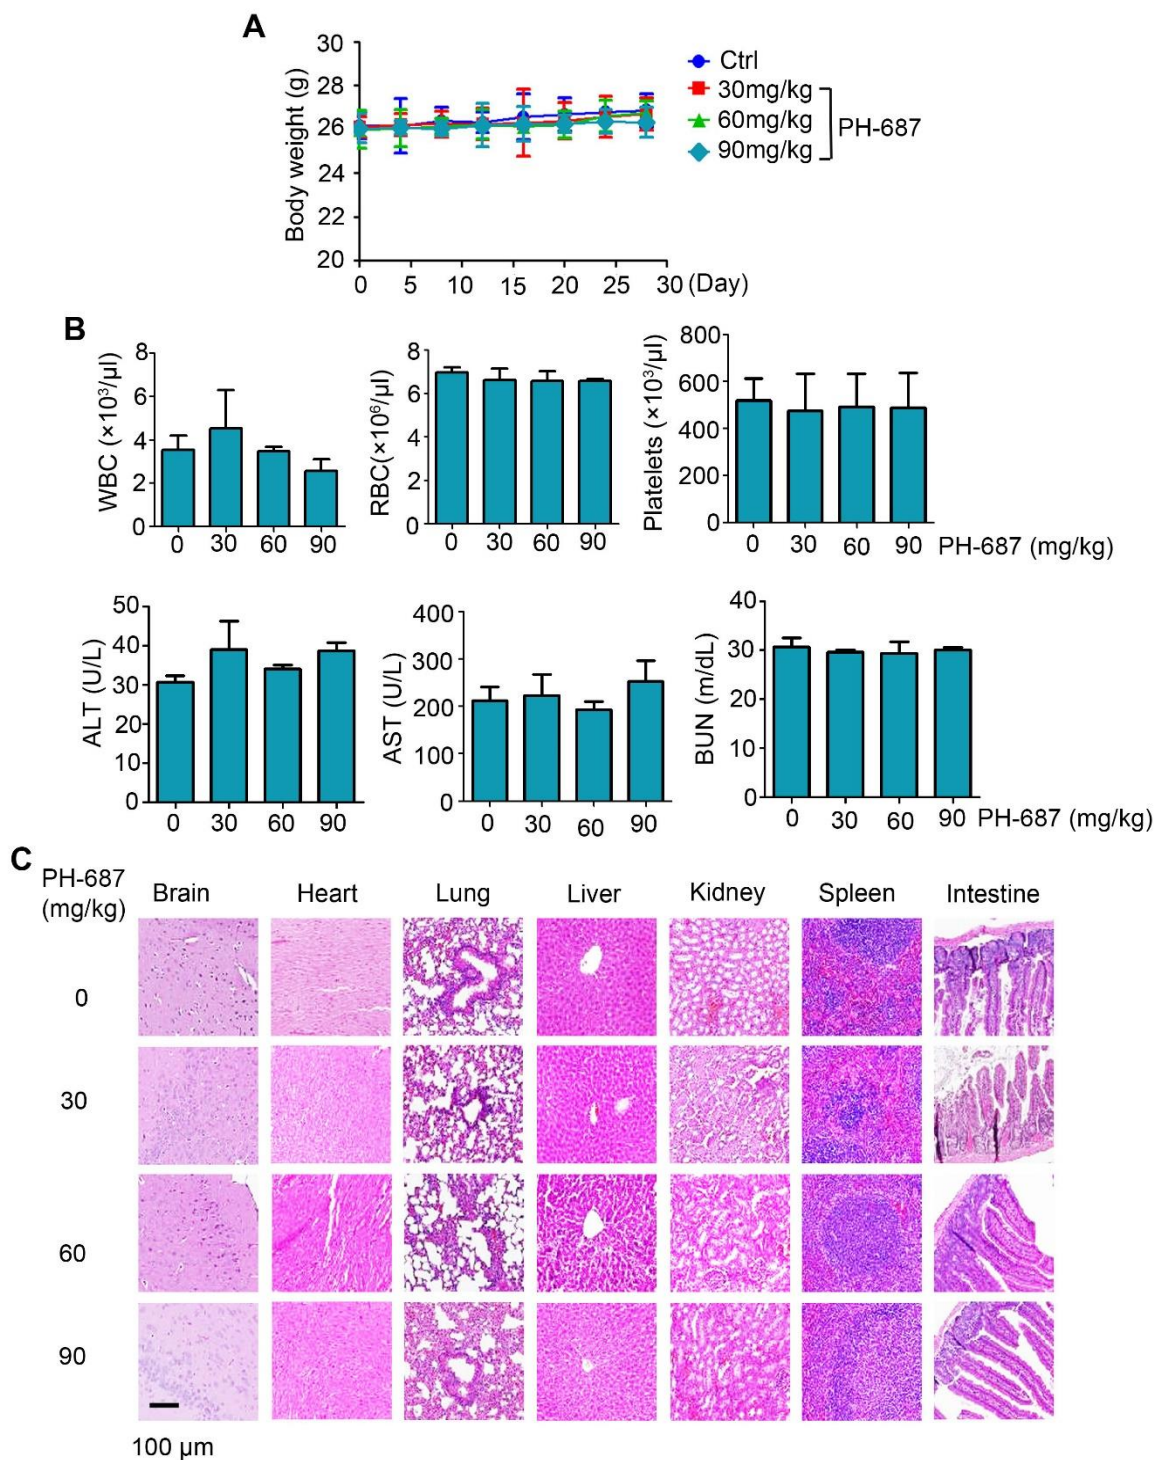 A
30
28
26
24
22
20
Body weight (g)
0 5 10 15 20 25 30 (Day)
Ctrl
30mg/kg
60mg/kg
90mg/kg
PH-687
B
WBC (×10³/µl)
8
6
4
2
0
0 30 60 90
RBC(×10⁶/µl)
8
6
4
2
0
0 30 60 90
Platelets (×10³/µl)
800
600
400
200
0
0 30 60 90 PH-687 (mg/kg)
ALT (U/L)
50
40
30
20
10
0
0 30 60 90
AST (U/L)
400
300
200
100
0
0 30 60 90
BUN (m/dL)
40
30
20
10
0
0 30 60 90 PH-687 (mg/kg)
C
PH-687
(mg/kg)
Brain Heart Lung Liver Kidney Spleen Intestine
0
30
60
90
100 µm